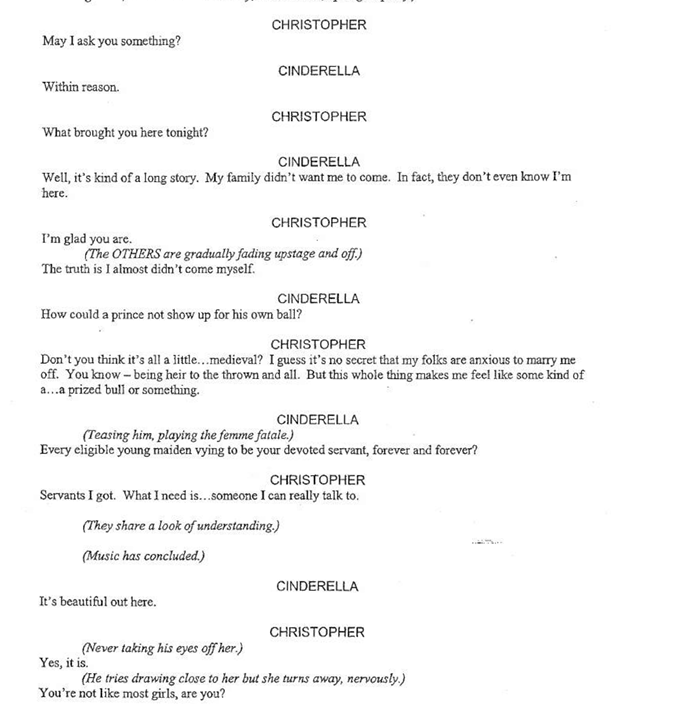 CHRISTOPHER
May I ask you something?
CINDERELLA
Within reason.
CHRISTOPHER
What brought you here tonight?
CINDERELLA
Well, it's kind of a long story. My family didn't want me to come. In fact, they don't even know I'm
here.
CHRISTOPHER
I'm glad you are.
(The OTHERS are gradually fading upstage and off.)
The truth is I almost didn't come myself.
CINDERELLA
How could a prince not show up for his own ball?
CHRISTOPHER
Don't you think it's all a little…medieval? I guess it's no secret that my folks are anxious to marry me
off. You know – being heir to the thrown and all. But this whole thing makes me feel like some kind of
a…a prized bull or something.
CINDERELLA
(Teasing him, playing the femme fatale.)
Every eligible young maiden vying to be your devoted servant, forever and forever?
CHRISTOPHER
Servants I got. What I need is…someone I can really talk to.
(They share a look of understanding.)
(Music has concluded.)
CINDERELLA
It's beautiful out here.
CHRISTOPHER
(Never taking his eyes off her.)
Yes, it is.
(He tries drawing close to her but she turns away, nervously.)
You're not like most girls, are you?